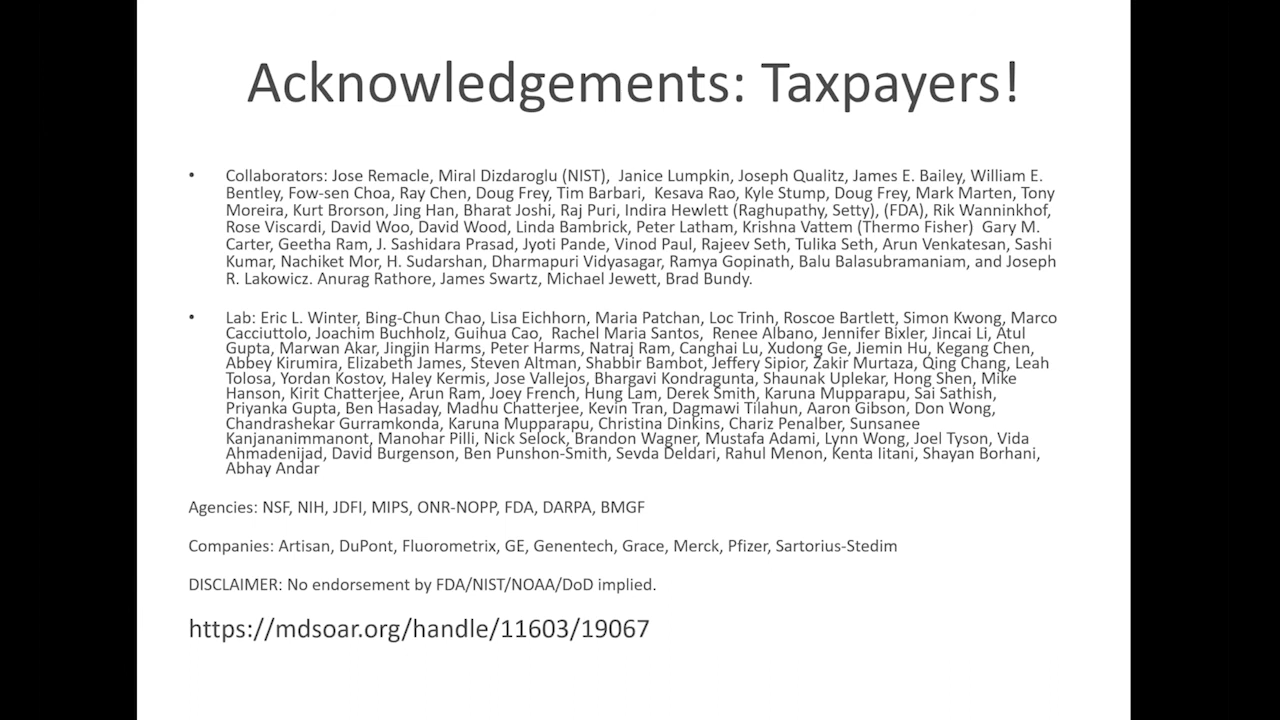 Acknowledgements: Taxpayers!
• Collaborators: Jose Remacle, Miral Dizdaroglu (NIST),  Janice Lumpkin, Joseph Qualitz, James E. Bailey, William E.
Bentley, Fow-sen Choa, Ray Chen, Doug Frey, Tim Barbari,  Kesava Rao, Kyle Stump, Doug Frey, Mark Marten, Tony
Moreira, Kurt Brorson, Jing Han, Bharat Joshi, Raj Puri, Indira Hewlett (Raghupathy, Setty), (FDA), Rik Wanninkhof,
Rose Viscardi, David Woo, David Wood, Linda Bambrick, Peter Latham, Krishna Vattem (Thermo Fisher)  Gary M.
Carter, Geetha Ram, J. Sashidara Prasad, Jyoti Pande, Vinod Paul, Rajeev Seth, Tulika Seth, Arun Venkatesan, Sashi
Kumar, Nachiket Mor, H. Sudarshan, Dharmapuri Vidyasagar, Ramya Gopinath, Balu Balasubramaniam, and Joseph
R. Lakowicz. Anurag Rathore, James Swartz, Michael Jewett, Brad Bundy.
• Lab: Eric L. Winter, Bing-Chun Chao, Lisa Eichhorn, Maria Patchan, Loc Trinh, Roscoe Bartlett, Simon Kwong, Marco
Cacciuttolo, Joachim Buchholz, Guihua Cao,  Rachel Maria Santos,  Renee Albano, Jennifer Bixler, Jincai Li, Atul
Gupta, Marwan Akar, Jingjin Harms, Peter Harms, Natraj Ram, Canghai Lu, Xudong Ge, Jiemin Hu, Kegang Chen,
Abbey Kirumira, Elizabeth James, Steven Altman, Shabbir Bambot, Jeffery Sipior, Zakir Murtaza, Qing Chang, Leah
Tolosa, Yordan Kostov, Haley Kermis, Jose Vallejos, Bhargavi Kondragunta, Shaunak Uplekar, Hong Shen, Mike
Hanson, Kirit Chatterjee, Arun Ram, Joey French, Hung Lam, Derek Smith, Karuna Mupparapu, Sai Sathish,
Priyanka Gupta, Ben Hasaday, Madhu Chatterjee, Kevin Tran, Dagmawi Tilahun, Aaron Gibson, Don Wong,
Chandrashekar Gurramkonda, Karuna Mupparapu, Christina Dinkins, Chariz Penalber, Sunsanee
Kanjananimmanont, Manohar Pilli, Nick Selock, Brandon Wagner, Mustafa Adami, Lynn Wong, Joel Tyson, Vida
Ahmadenijad, David Burgenson, Ben Punshon-Smith, Sevda Deldari, Rahul Menon, Kenta Iitani, Shayan Borhani,
Abhay Andar
Agencies: NSF, NIH, JDFI, MIPS, ONR-NOPP, FDA, DARPA, BMGF
Companies: Artisan, DuPont, Fluorometrix, GE, Genentech, Grace, Merck, Pfizer, Sartorius-Stedim
DISCLAIMER: No endorsement by FDA/NIST/NOAA/DoD implied.
https://mdsoar.org/handle/11603/19067